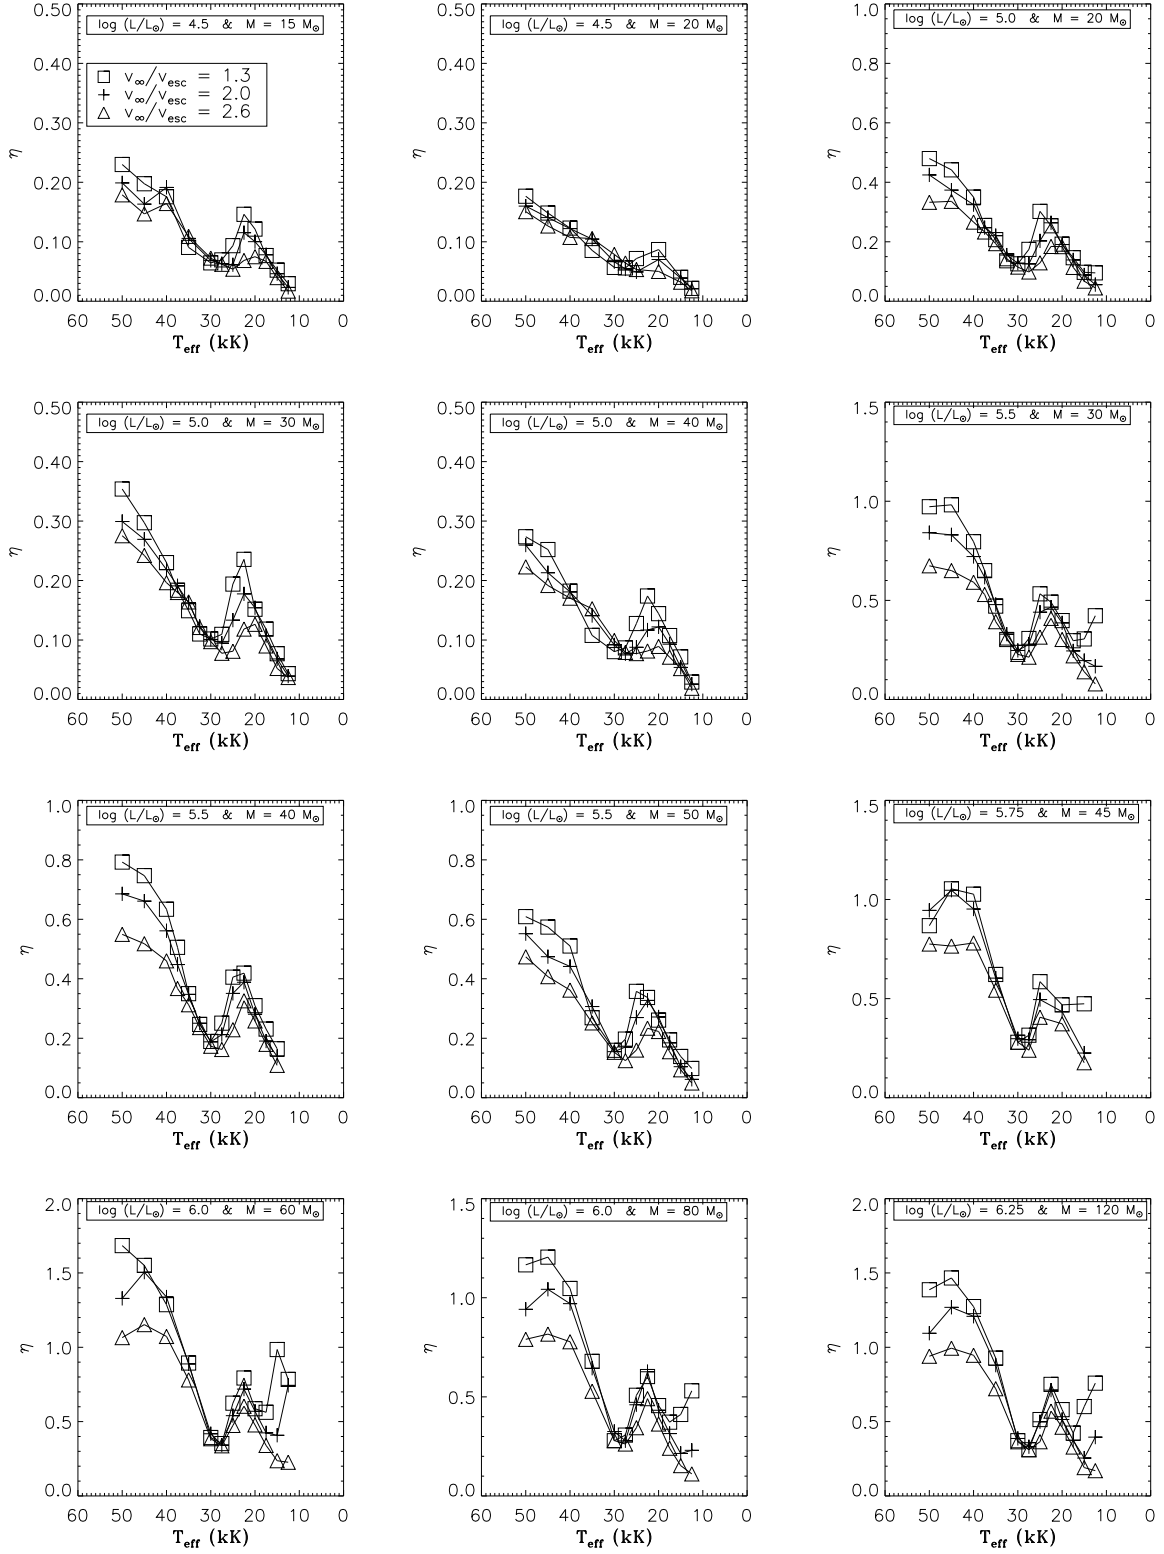 log (L/L☉) = 4.5 & M = 15 M☉
□ v∞/vesc = 1.3
+ v∞/vesc = 2.0
△ v∞/vesc = 2.6
0.50
0.40
0.30
0.20
0.10
0.00
η
60 50 40 30 20 10 0
Teff (kK)
log (L/L☉) = 4.5 & M = 20 M☉
0.50
0.40
0.30
0.20
0.10
0.00
η
60 50 40 30 20 10 0
Teff (kK)
log (L/L☉) = 5.0 & M = 20 M☉
1.0
0.8
0.6
0.4
0.2
0.0
η
60 50 40 30 20 10 0
Teff (kK)
log (L/L☉) = 5.0 & M = 30 M☉
0.50
0.40
0.30
0.20
0.10
0.00
η
60 50 40 30 20 10 0
Teff (kK)
log (L/L☉) = 5.0 & M = 40 M☉
0.50
0.40
0.30
0.20
0.10
0.00
η
60 50 40 30 20 10 0
Teff (kK)
log (L/L☉) = 5.5 & M = 30 M☉
1.5
1.0
0.5
0.0
η
60 50 40 30 20 10 0
Teff (kK)
log (L/L☉) = 5.5 & M = 40 M☉
1.0
0.8
0.6
0.4
0.2
0.0
η
60 50 40 30 20 10 0
Teff (kK)
log (L/L☉) = 5.5 & M = 50 M☉
1.0
0.8
0.6
0.4
0.2
0.0
η
60 50 40 30 20 10 0
Teff (kK)
log (L/L☉) = 5.75 & M = 45 M☉
1.5
1.0
0.5
0.0
η
60 50 40 30 20 10 0
Teff (kK)
log (L/L☉) = 6.0 & M = 60 M☉
2.0
1.5
1.0
0.5
0.0
η
60 50 40 30 20 10 0
Teff (kK)
log (L/L☉) = 6.0 & M = 80 M☉
1.5
1.0
0.5
0.0
η
60 50 40 30 20 10 0
Teff (kK)
log (L/L☉) = 6.25 & M = 120 M☉
2.0
1.5
1.0
0.5
0.0
η
60 50 40 30 20 10 0
Teff (kK)